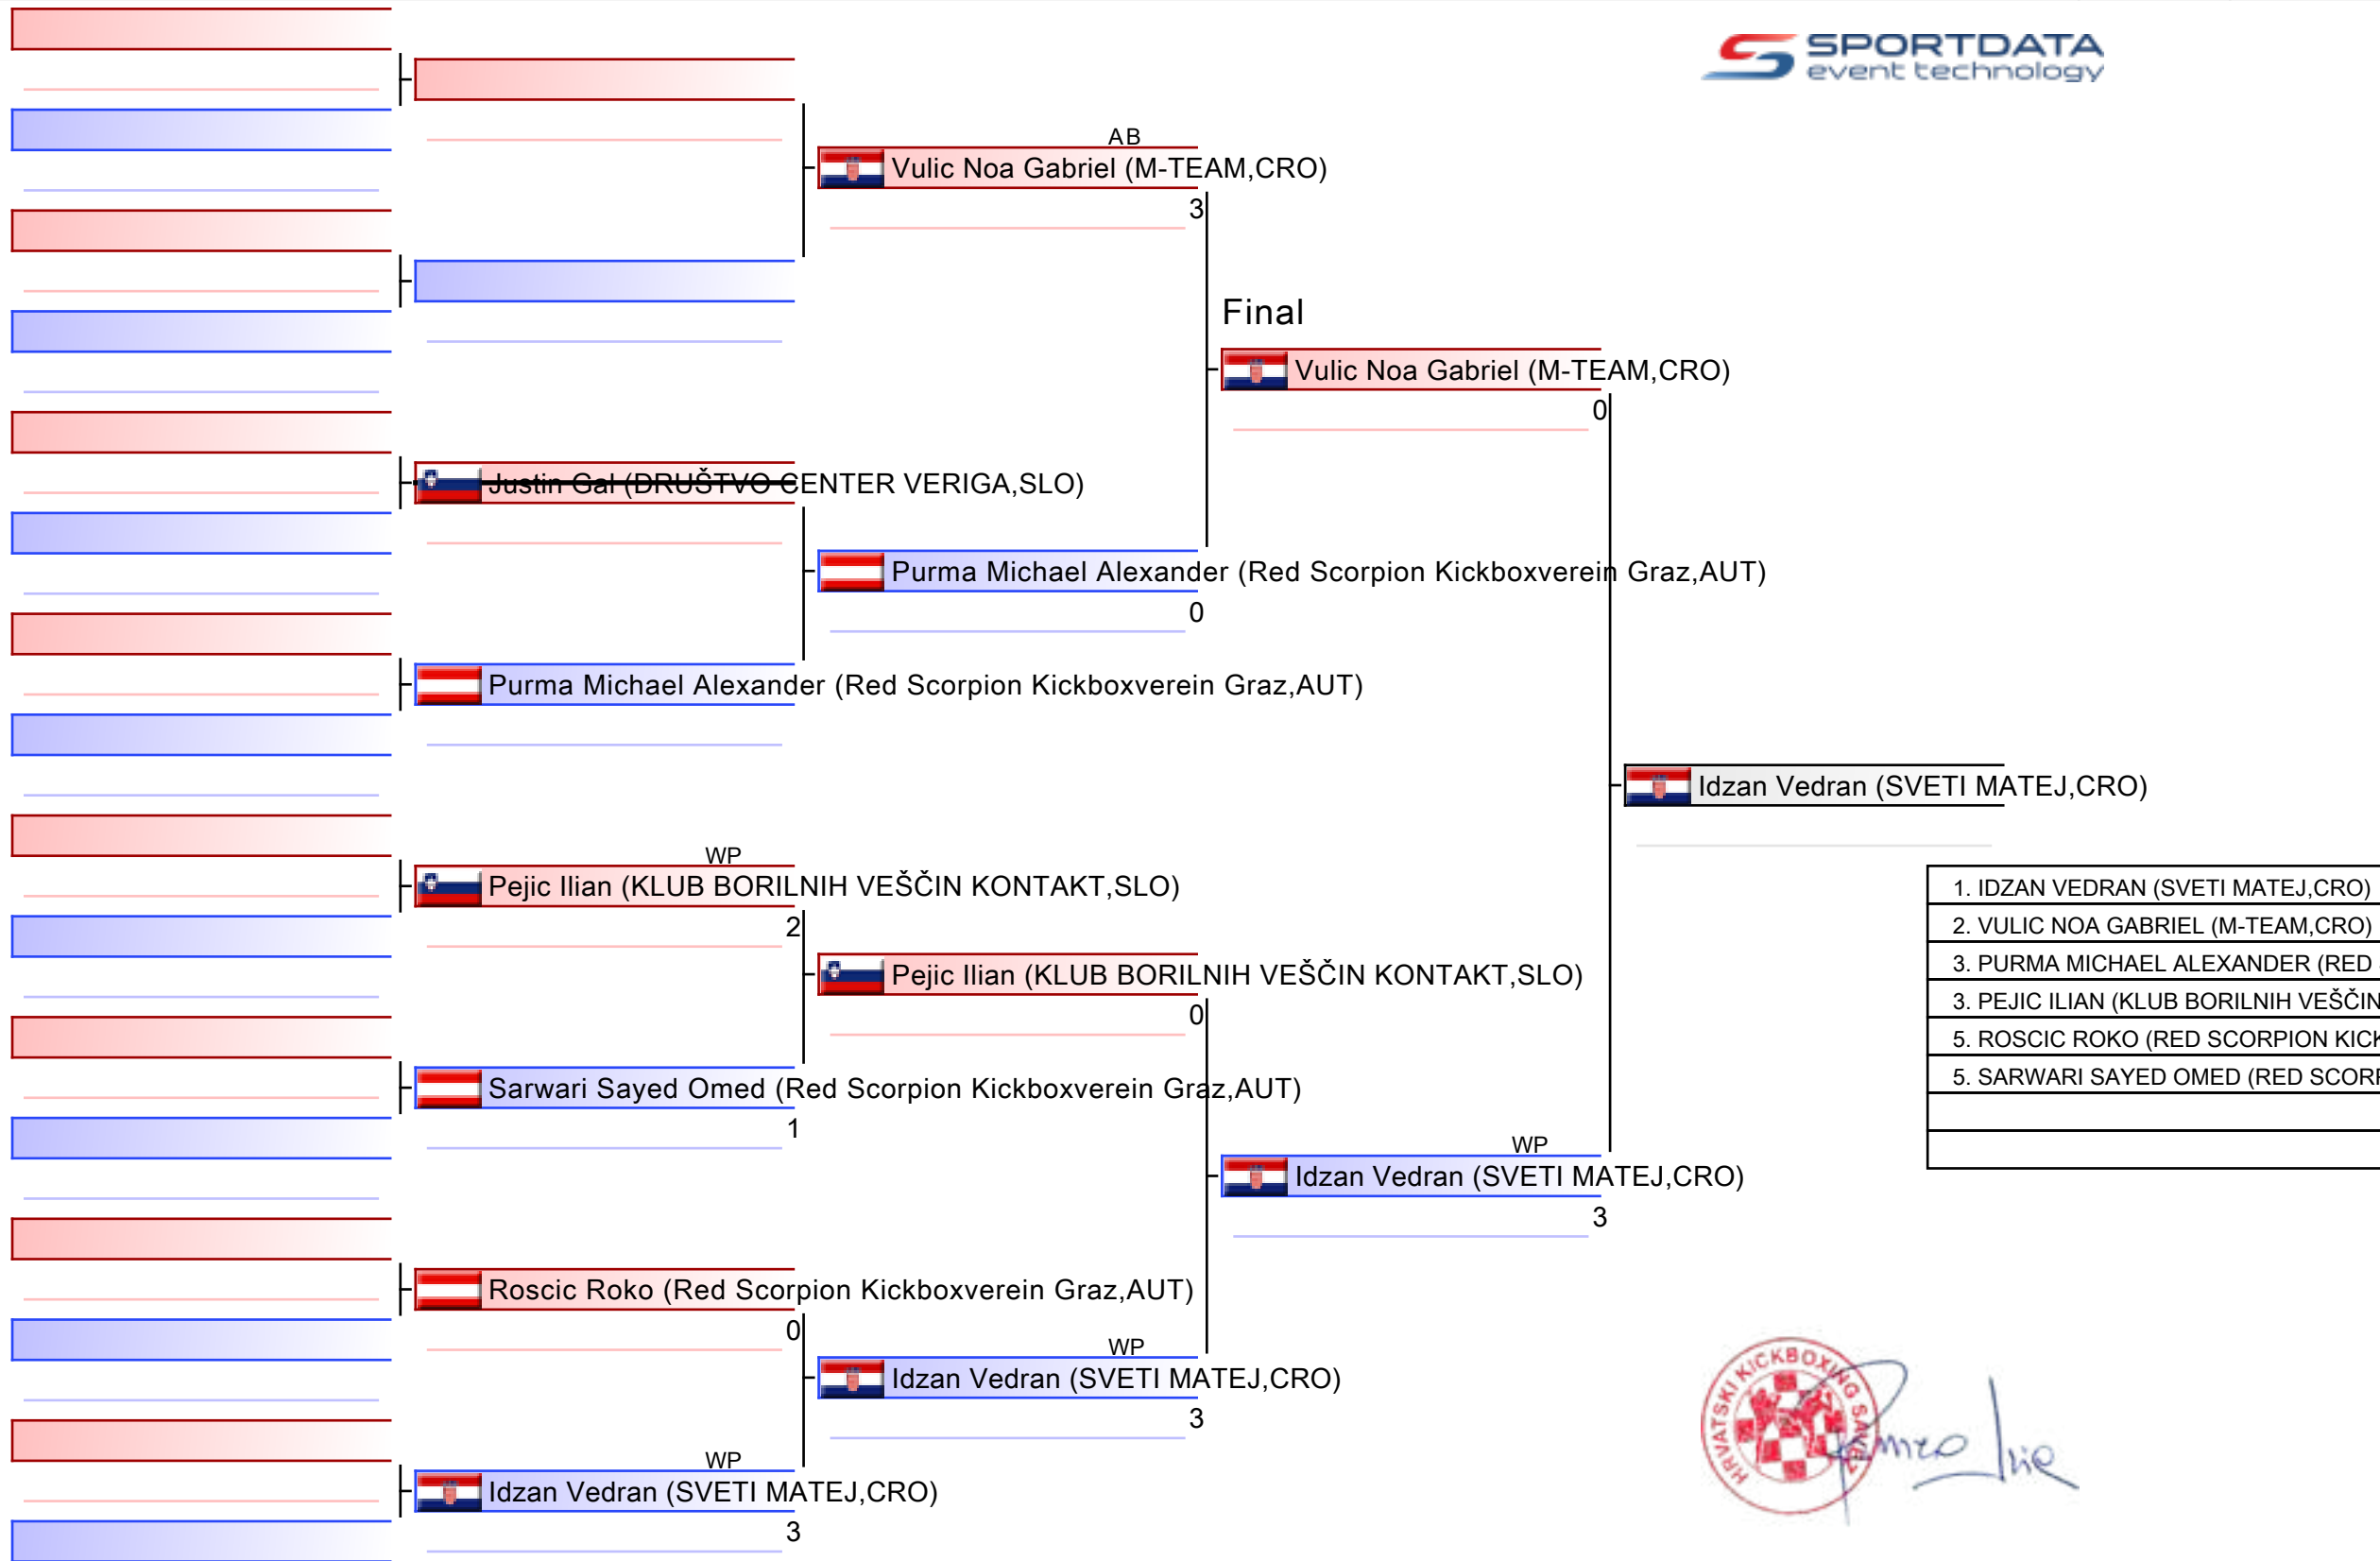 SPORTDATA
event technology
AB
Vulic Noa Gabriel (M-TEAM,CRO)
3
Final
Vulic Noa Gabriel (M-TEAM,CRO)
0
Justin Gal (DRUŠTVO CENTER VERIGA,SLO)
Purma Michael Alexander (Red Scorpion Kickboxverein Graz,AUT)
0
Purma Michael Alexander (Red Scorpion Kickboxverein Graz,AUT)
Idzan Vedran (SVETI MATEJ,CRO)
WP
Pejic Ilian (KLUB BORILNIH VEŠČIN KONTAKT,SLO)
2
Pejic Ilian (KLUB BORILNIH VEŠČIN KONTAKT,SLO)
0
Sarwari Sayed Omed (Red Scorpion Kickboxverein Graz,AUT)
1
WP
Idzan Vedran (SVETI MATEJ,CRO)
3
Roscic Roko (Red Scorpion Kickboxverein Graz,AUT)
0
WP
Idzan Vedran (SVETI MATEJ,CRO)
3
WP
Idzan Vedran (SVETI MATEJ,CRO)
3
1. IDZAN VEDRAN (SVETI MATEJ,CRO)
2. VULIC NOA GABRIEL (M-TEAM,CRO)
3. PURMA MICHAEL ALEXANDER (RED
3. PEJIC ILIAN (KLUB BORILNIH VEŠČIN
5. ROSCIC ROKO (RED SCORPION KICK
5. SARWARI SAYED OMED (RED SCORP
HRVATSKI KICKBOXING SAVEZ